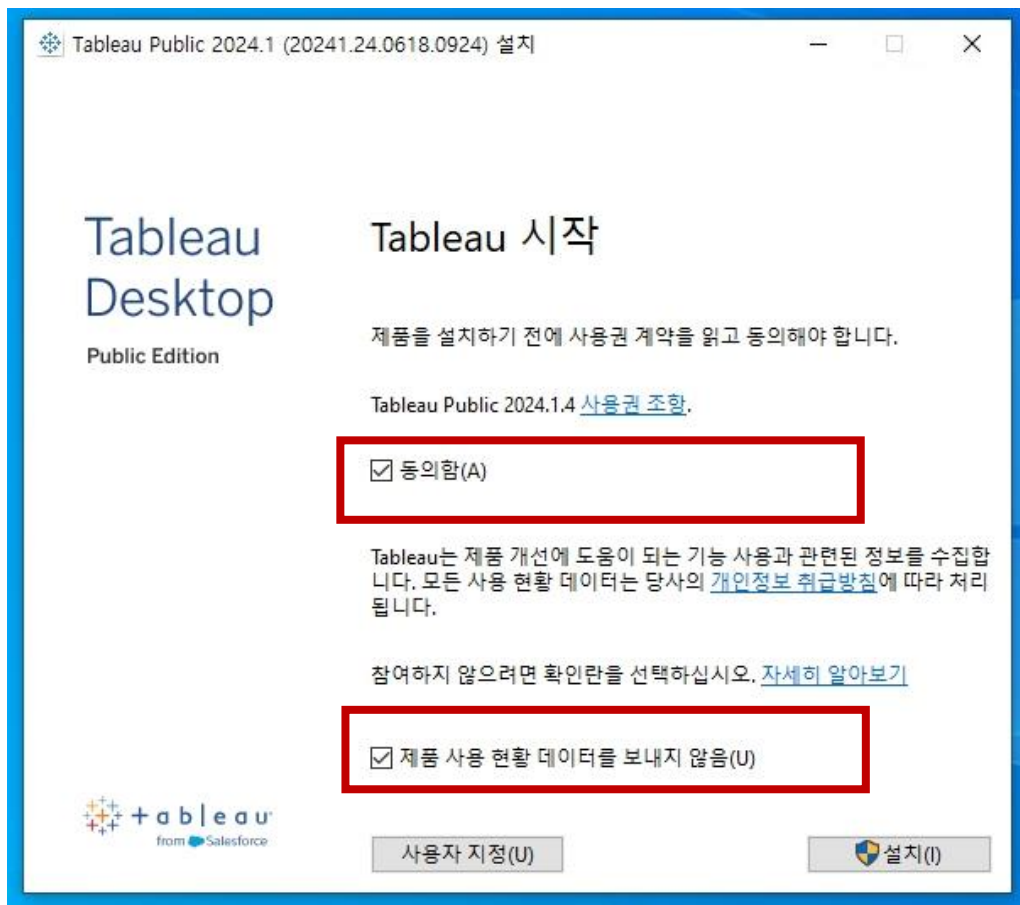 Tableau Public 2024.1 (20241.24.0618.0924) 설치
Tableau
Desktop
Public Edition
Tableau 시작
제품을 설치하기 전에 사용권 계약을 읽고 동의해야 합니다.
Tableau Public 2024.1.4 사용권 조항.
동의함(A)
Tableau는 제품 개선에 도움이 되는 기능 사용과 관련된 정보를 수집합
니다. 모든 사용 현황 데이터는 당사의 개인정보 취급방침에 따라 처리
됩니다.
참여하지 않으려면 확인란을 선택하십시오. 자세히 알아보기
제품 사용 현황 데이터를 보내지 않음(U)
+ableau
from Salesforce
사용자 지정(U)
설치(I)